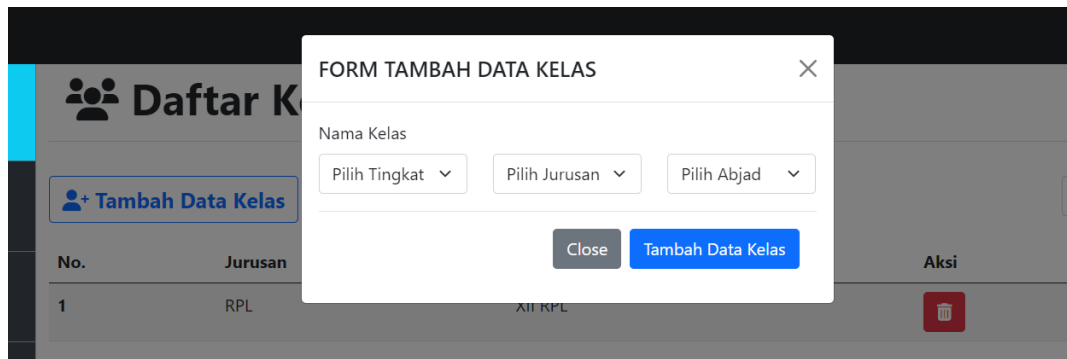 FORM TAMBAH DATA KELAS
Daftar K
Nama Kelas
Pilih Tingkat Pilih Jurusan Pilih Abjad
Tambah Data Kelas
Close Tambah Data Kelas
No. Jurusan Aksi
1 RPL XII RPL